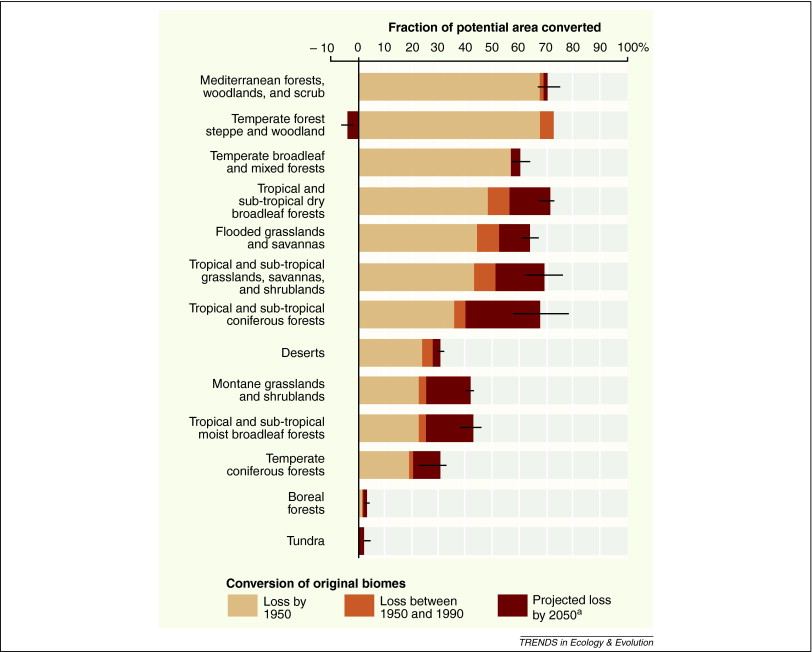 Fraction of potential area converted
– 10 0 10 20 30 40 50 60 70 80 90 100%
Mediterranean forests,
woodlands, and scrub
Temperate forest
steppe and woodland
Temperate broadleaf
and mixed forests
Tropical and
sub-tropical dry
broadleaf forests
Flooded grasslands
and savannas
Tropical and sub-tropical
grasslands, savannas,
and shrublands
Tropical and sub-tropical
coniferous forests
Deserts
Montane grasslands
and shrublands
Tropical and sub-tropical
moist broadleaf forests
Temperate
coniferous forests
Boreal
forests
Tundra
Conversion of original biomes
Loss by
1950
Loss between
1950 and 1990
Projected loss
by 2050ᵃ
TRENDS in Ecology & Evolution